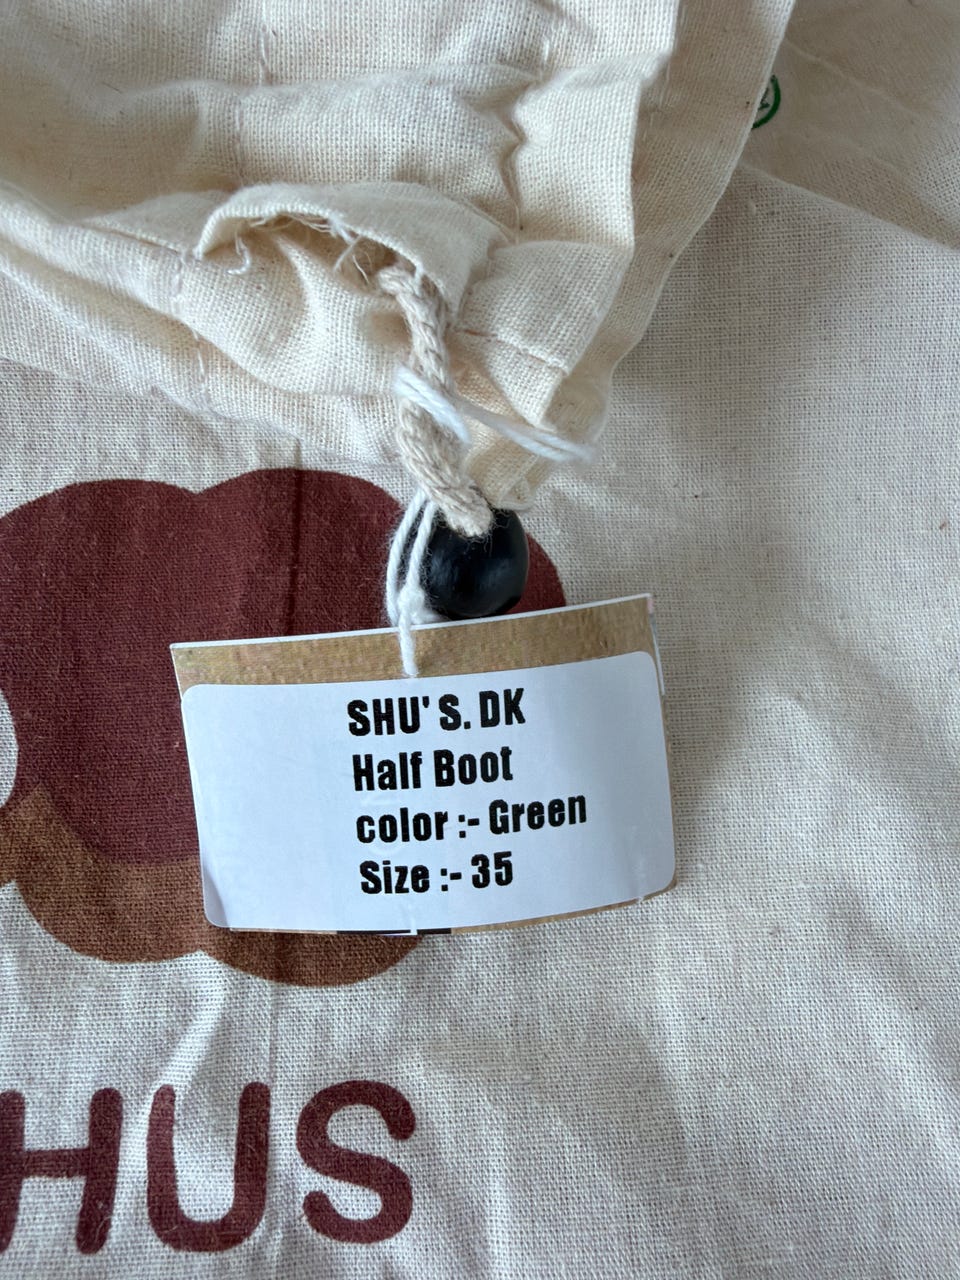 SHU'S. DK
Half Boot
color :- Green
Size :- 35
HUS